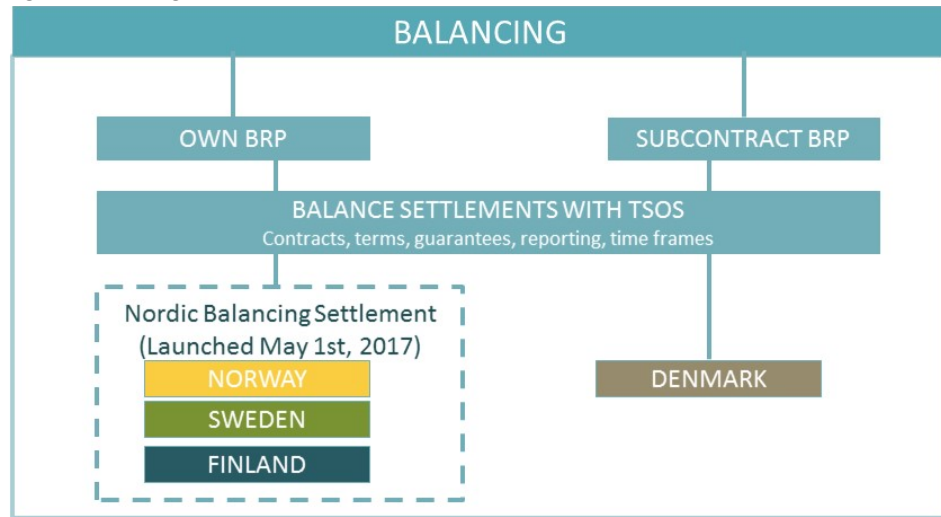 BALANCING
OWN BRP
SUBCONTRACT BRP
BALANCE SETTLEMENTS WITH TSOS
Contracts, terms, guarantees, reporting, time frames
Nordic Balancing Settlement
(Launched May 1st, 2017)
NORWAY
DENMARK
SWEDEN
FINLAND